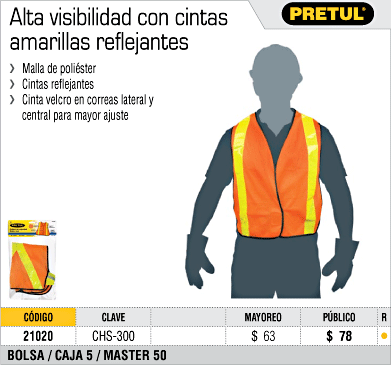 Alta visibilidad con cintas
amarillas reflejantes
PRETUL®
❯ Malla de poliéster
❯ Cintas reflejantes
❯ Cinta velcro en correas lateral y
central para mayor ajuste
CÓDIGO CLAVE MAYOREO PÚBLICO R
21020 CHS-300 $ 63 $ 78 ●
BOLSA / CAJA 5 / MASTER 50